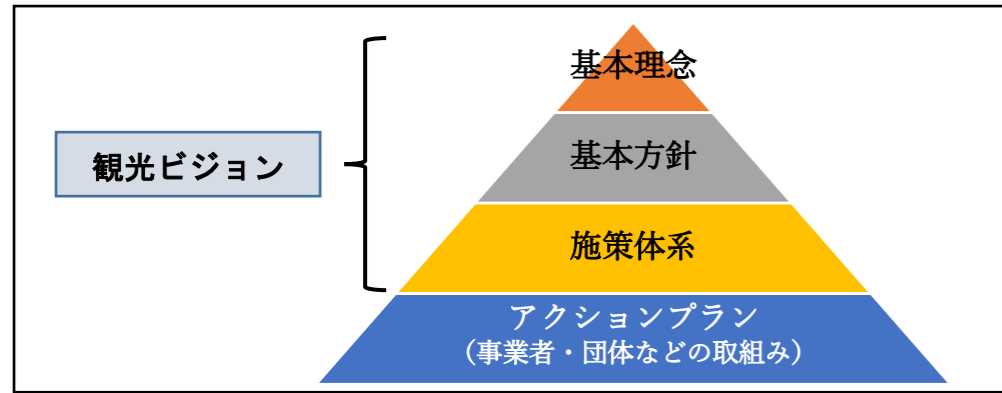 基本理念
基本方針
観光ビジョン
施策体系
アクションプラン
（事業者・団体などの取組み）